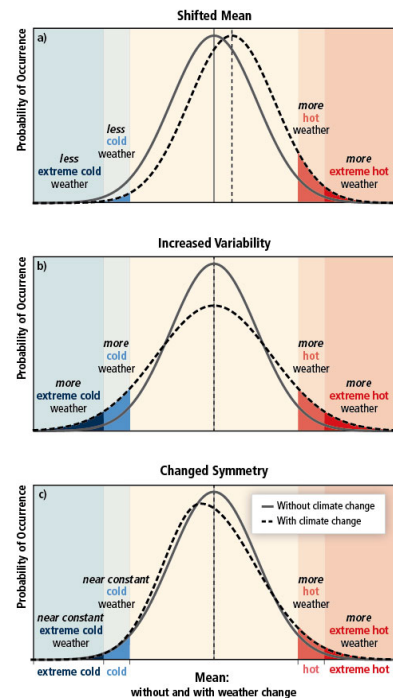 Shifted Mean
a)
Probability of Occurrence
less
extreme cold
weather
less
cold
weather
more
hot
weather
more
extreme hot
weather
Increased Variability
b)
Probability of Occurrence
more
extreme cold
weather
more
cold
weather
more
hot
weather
more
extreme hot
weather
Changed Symmetry
c)
Probability of Occurrence
Without climate change
With climate change
near constant
extreme cold
weather
near constant
cold
weather
more
hot
weather
more
extreme hot
weather
extreme cold
cold
Mean:
without and with weather change
hot
extreme hot